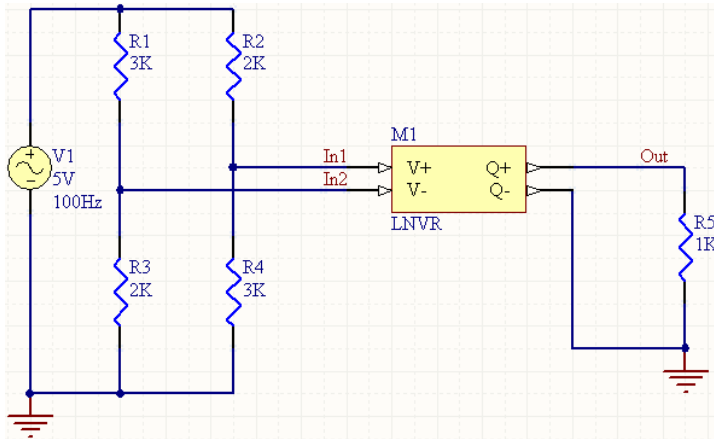 R1
3K
R2
2K
V1
5V
100Hz
In1
In2
M1
V+
V-
Q+
Q-
LNVR
Out
R5
1K
R3
2K
R4
3K